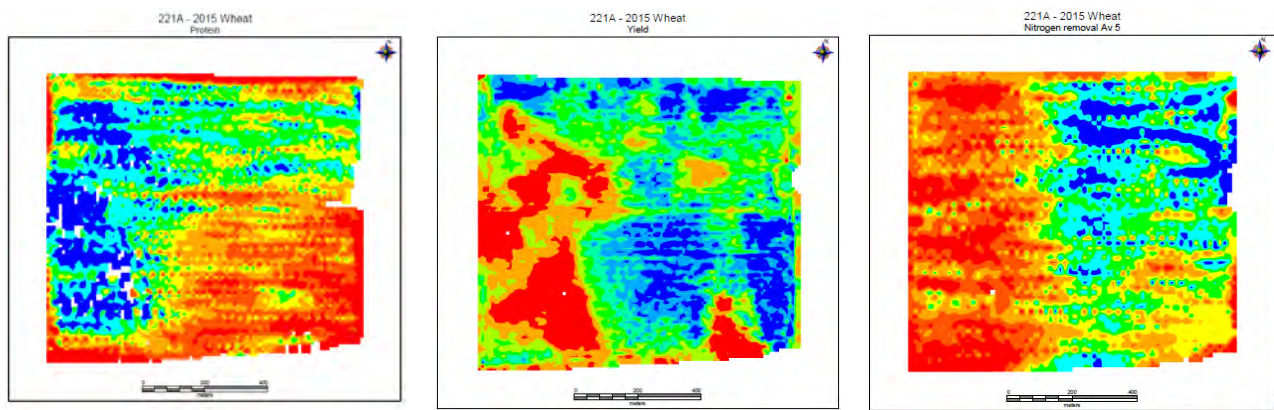 221A - 2015 Wheat
Protein
N
0 200 400
meters
221A - 2015 Wheat
Yield
N
0 200 400
meters
221A - 2015 Wheat
Nitrogen removal Av 5
N
0 200 400
meters